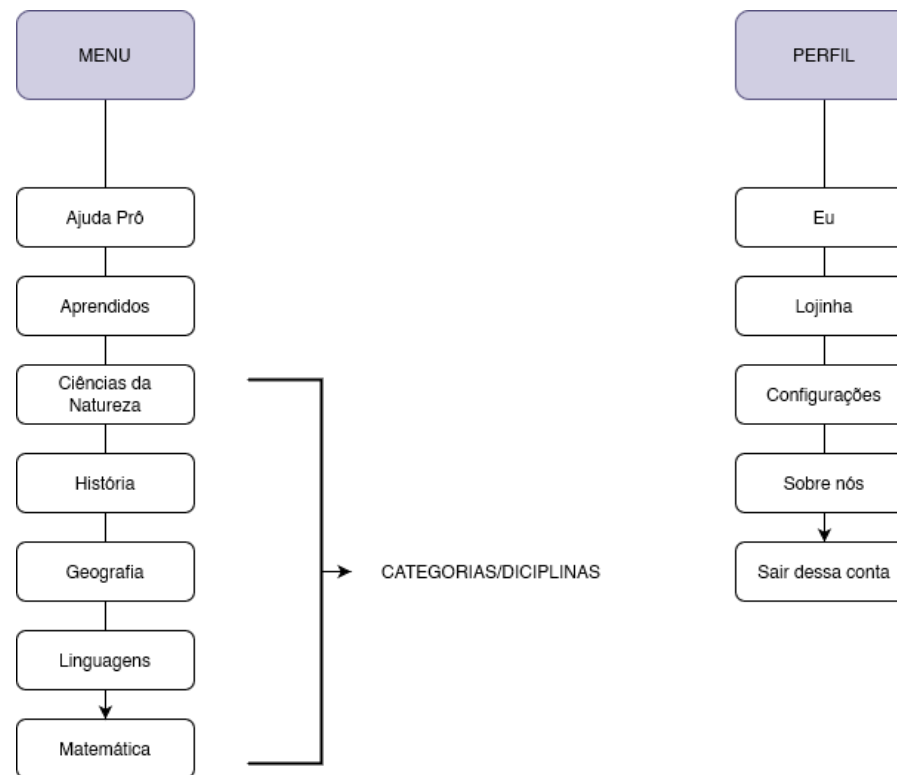 MENU
Ajuda Prô
Aprendidos
Ciências da
Natureza
História
Geografia
Linguagens
Matemática
CATEGORIAS/DICIPLINAS
PERFIL
Eu
Lojinha
Configurações
Sobre nós
Sair dessa conta